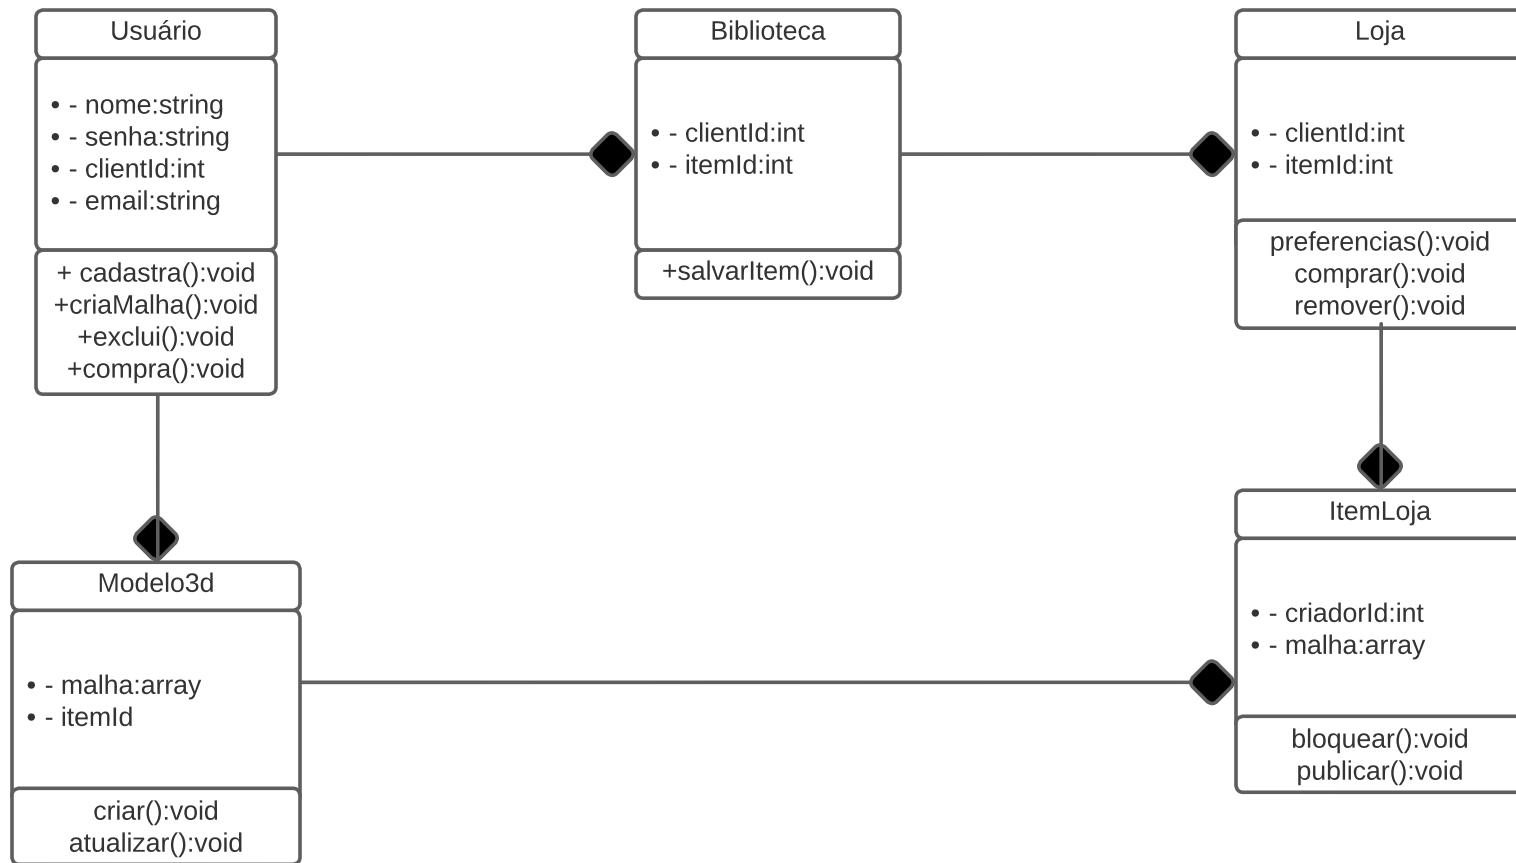 Usuário
• - nome:string
• - senha:string
• - clientId:int
• - email:string
+ cadastra():void
+criaMalha():void
+exclui():void
+compra():void
Biblioteca
• - clientId:int
• - itemId:int
+salvarItem():void
Loja
• - clientId:int
• - itemId:int
preferencias():void
comprar():void
remover():void
Modelo3d
• - malha:array
• - itemId
criar():void
atualizar():void
ItemLoja
• - criadorId:int
• - malha:array
bloquear():void
publicar():void